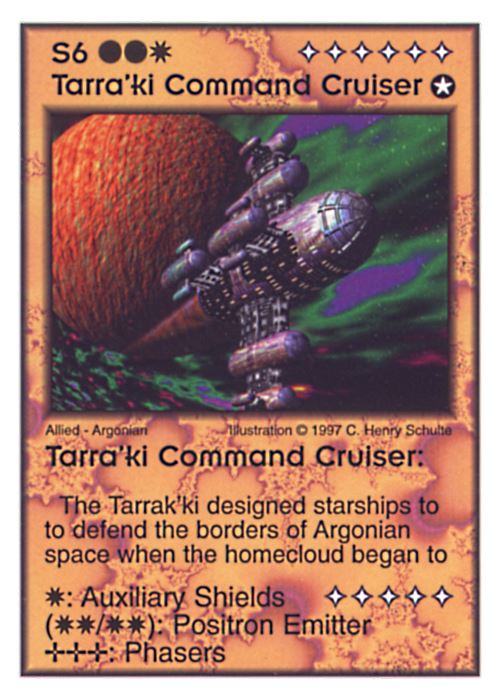 S6
Tarra'ki Command Cruiser
Allied - Argonian Illustration © 1997 C. Henry Schulte
Tarra'ki Command Cruiser:
The Tarrak'ki designed starships to
to defend the borders of Argonian
space when the homecloud began to
✷: Auxiliary Shields
(✷✷/✷✷): Positron Emitter
✢✢✢: Phasers